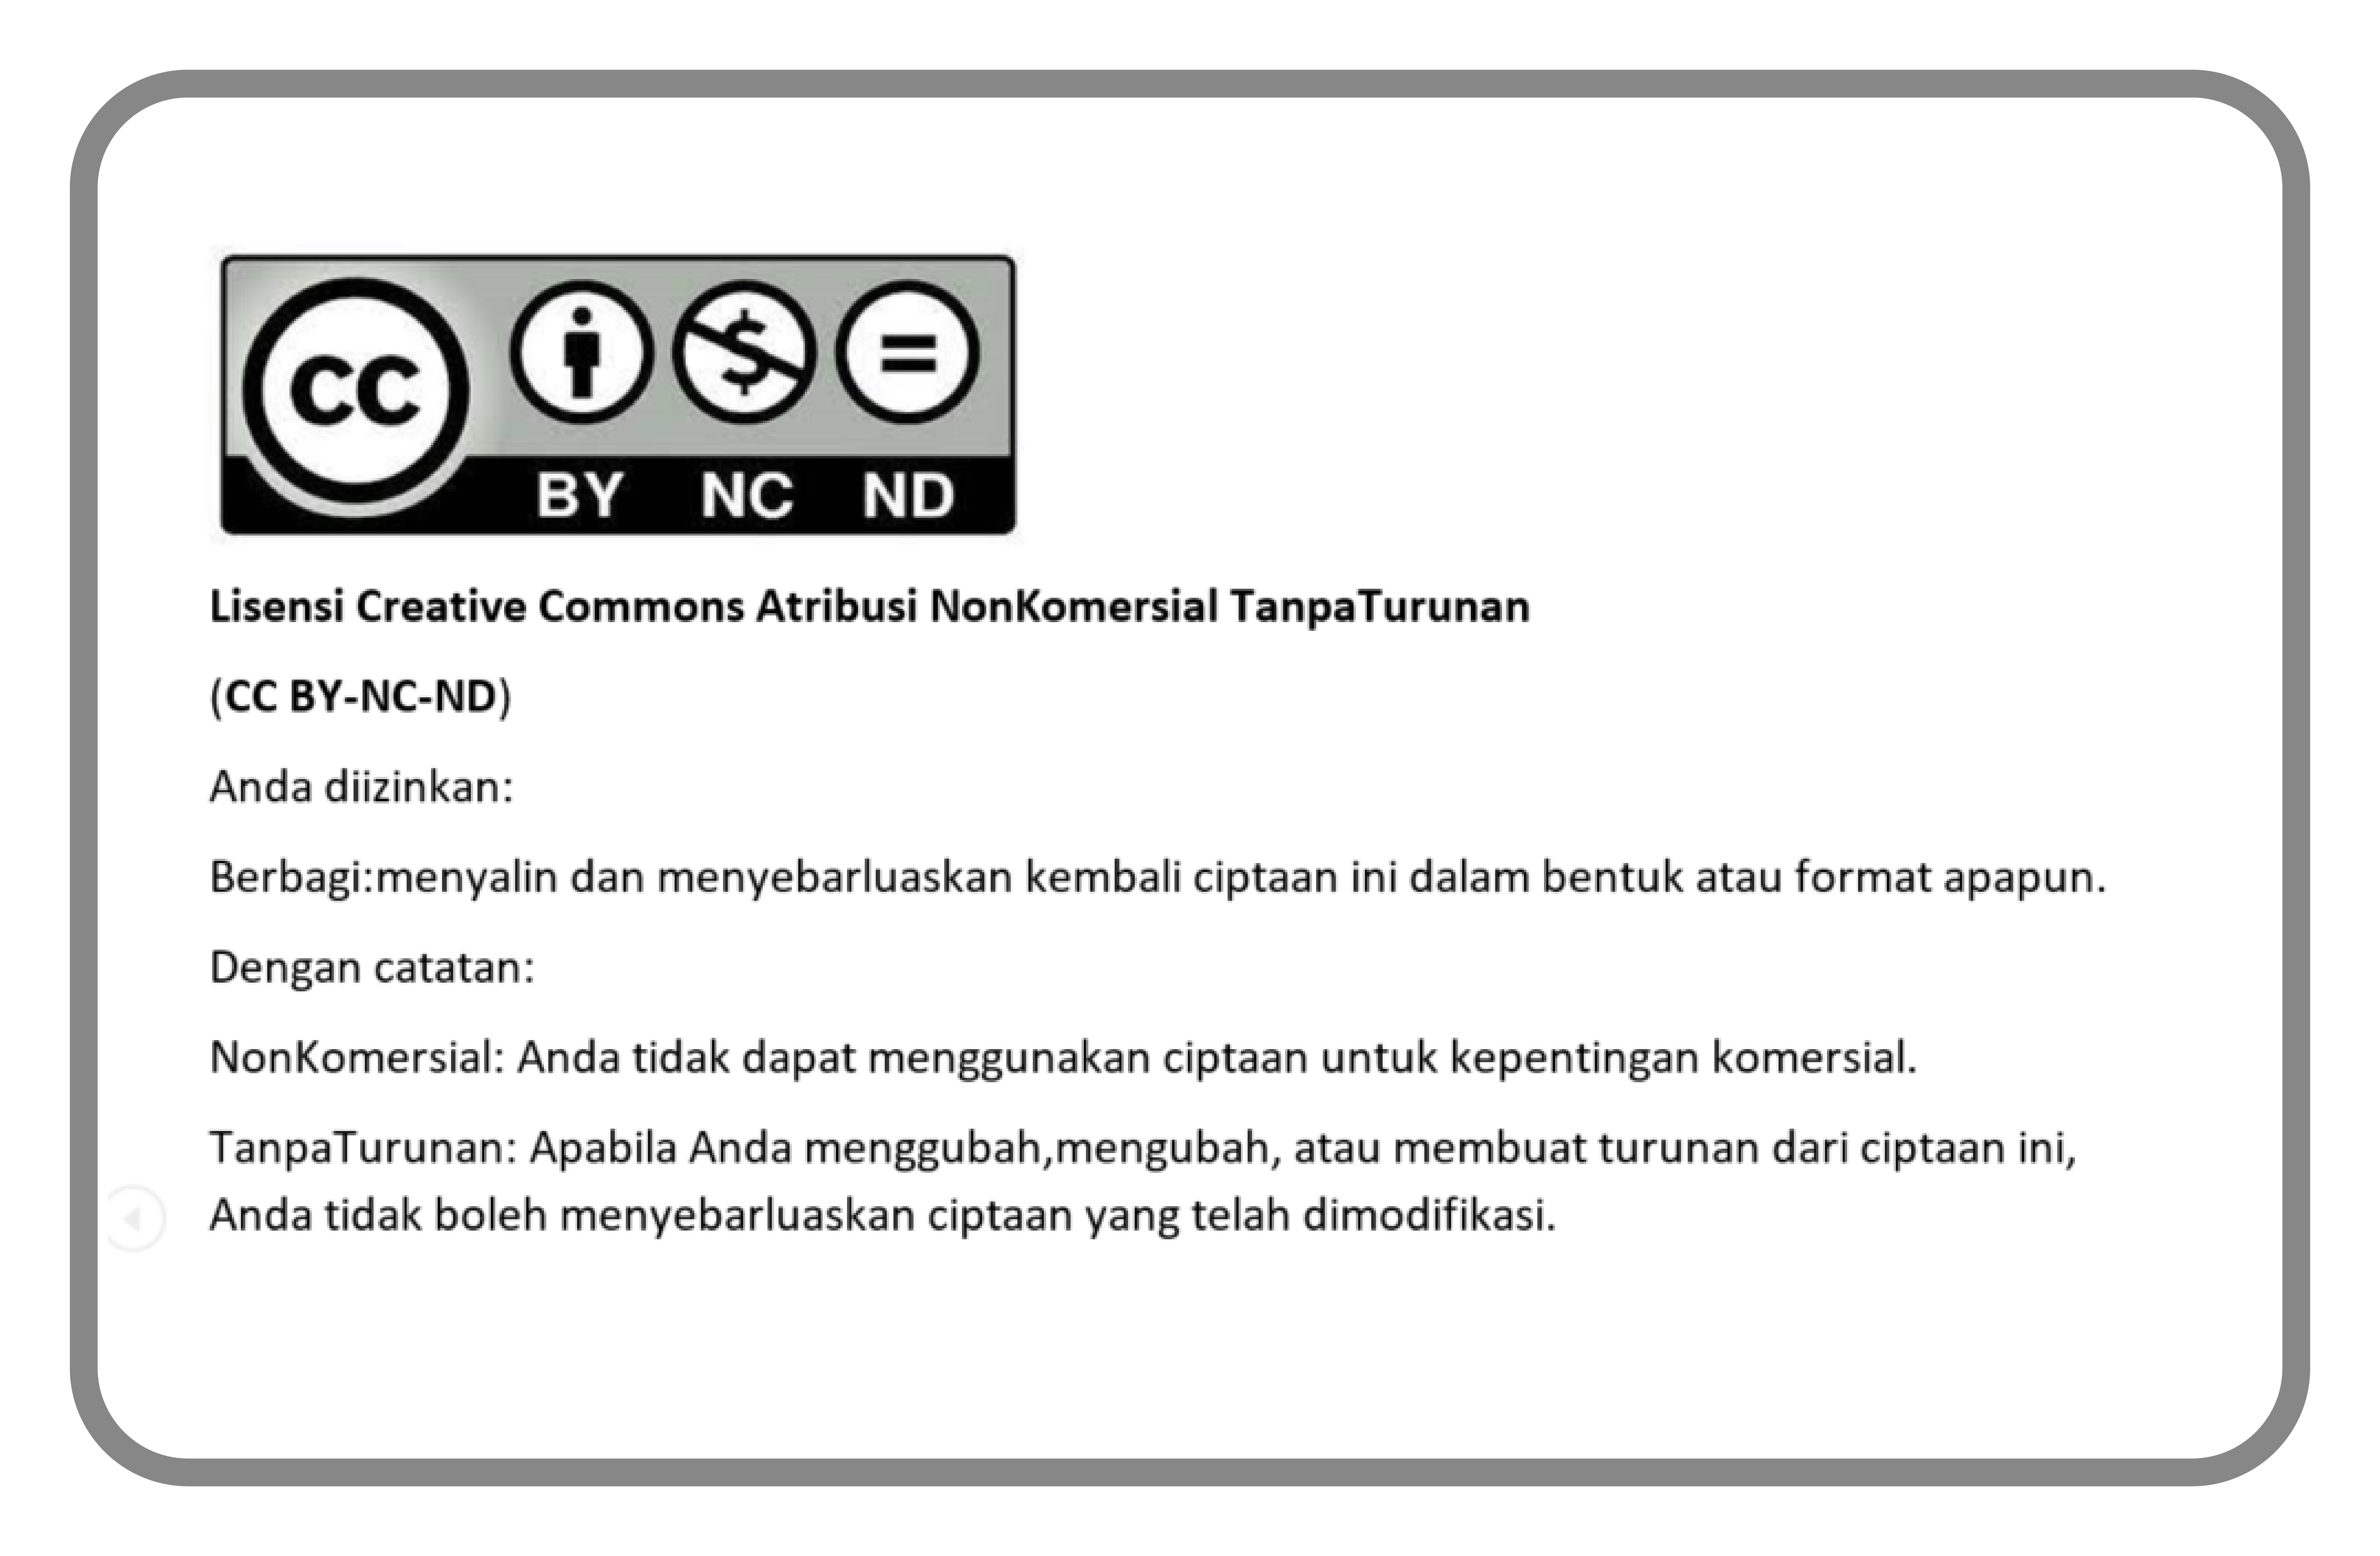 cc
BY NC ND
Lisensi Creative Commons Atribusi NonKomersial TanpaTurunan
(CC BY-NC-ND)
Anda diizinkan:
Berbagi:menyalin dan menyebarluaskan kembali ciptaan ini dalam bentuk atau format apapun.
Dengan catatan:
NonKomersial: Anda tidak dapat menggunakan ciptaan untuk kepentingan komersial.
TanpaTurunan: Apabila Anda menggubah,mengubah, atau membuat turunan dari ciptaan ini,
Anda tidak boleh menyebarluaskan ciptaan yang telah dimodifikasi.